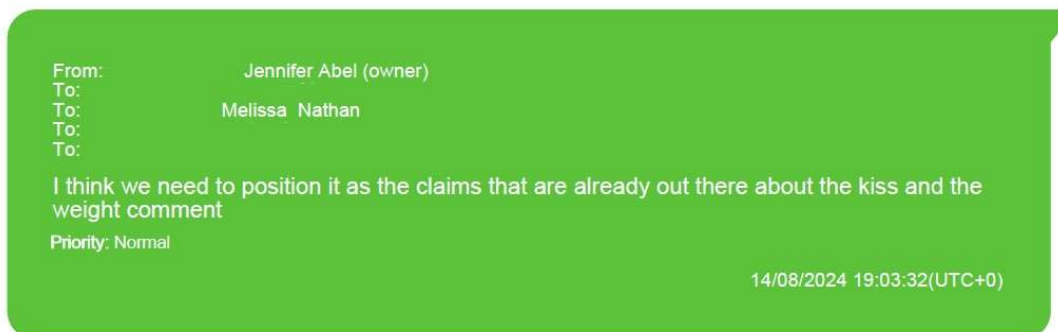 From: Jennifer Abel (owner)
To:
To: Melissa Nathan
To:
To:
I think we need to position it as the claims that are already out there about the kiss and the
weight comment
Priority: Normal
14/08/2024 19:03:32(UTC+0)